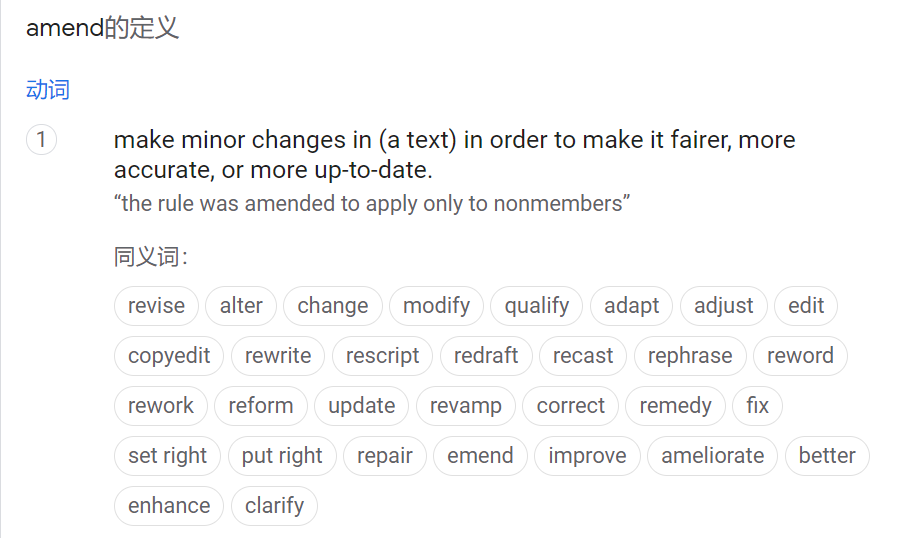 amend的定义
动词
1
make minor changes in (a text) in order to make it fairer, more
accurate, or more up-to-date.
“the rule was amended to apply only to nonmembers”
同义词：
revise alter change modify qualify adapt adjust edit
copyedit rewrite rescript redraft recast rephrase reword
rework reform update revamp correct remedy fix
set right put right repair emend improve ameliorate better
enhance clarify